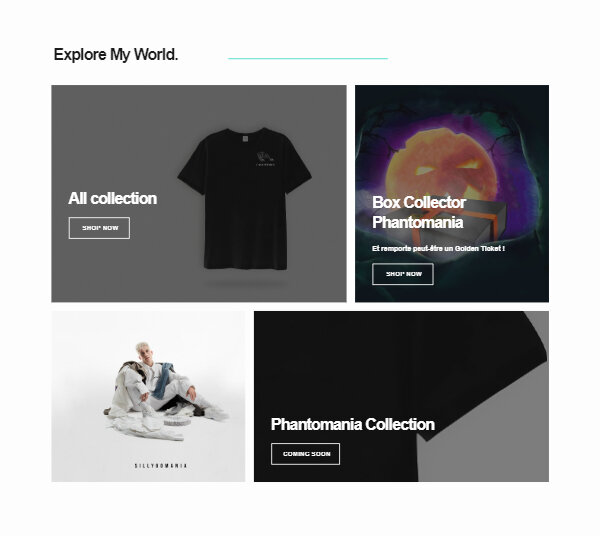 Explore My World.
All collection
SHOP NOW
Box Collector
Phantomania
Et remporte peut-être un Golden Ticket !
SHOP NOW
SILLYDOMANIA
Phantomania Collection
COMING SOON